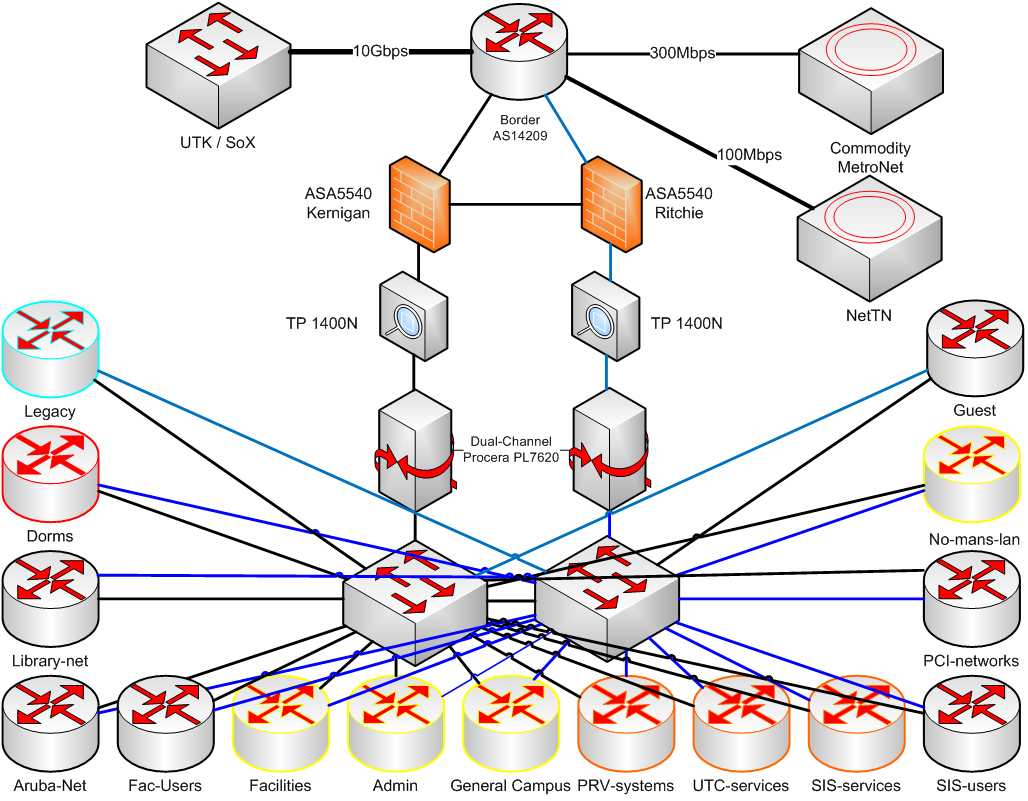 10Gbps
300Mbps
UTK / SoX
Border
AS14209
Commodity
MetroNet
100Mbps
ASA5540
Kernigan
ASA5540
Ritchie
NetTN
TP 1400N
TP 1400N
Legacy
Guest
Dual-Channel
Procera PL7620
Dorms
No-mans-lan
Library-net
PCI-networks
Aruba-Net
Fac-Users
Facilities
Admin
General Campus
PRV-systems
UTC-services
SIS-services
SIS-users